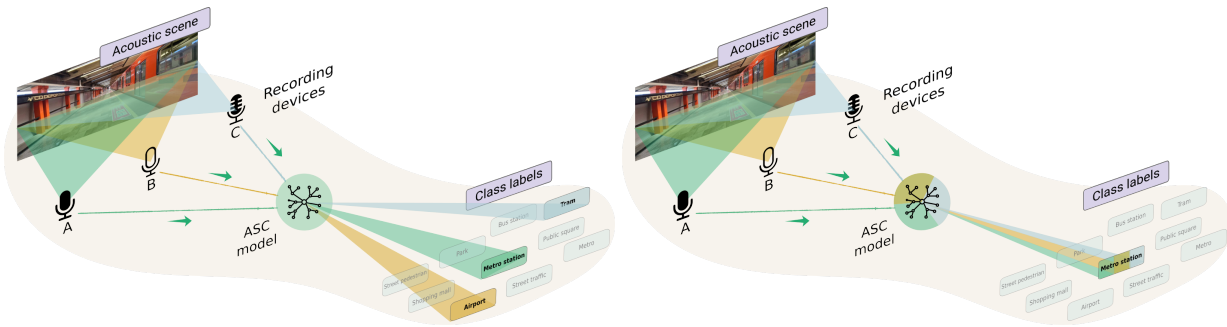 Acoustic scene
Recording
devices
C
B
A
ASC
model
Class labels
Tram
Bus station
Public square
Metro
Park
Metro station
Street pedestrian
Street traffic
Shopping mall
Airport
Acoustic scene
Recording
devices
C
B
A
ASC
model
Class labels
Tram
Bus station
Public square
Metro
Park
Metro station
Street pedestrian
Street traffic
Shopping mall
Airport